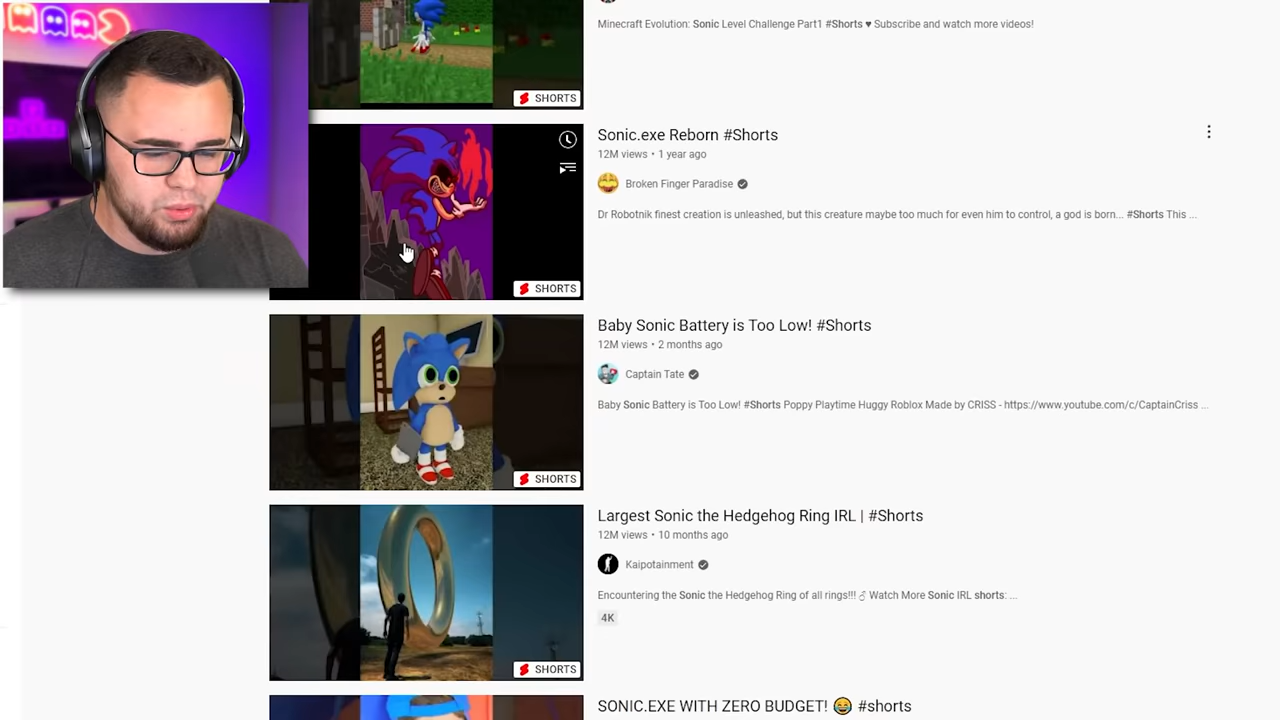 Minecraft Evolution: Sonic Level Challenge Part1 #Shorts ♥ Subscribe and watch more videos!
SHORTS
Sonic.exe Reborn #Shorts
12M views • 1 year ago
Broken Finger Paradise
Dr Robotnik finest creation is unleashed, but this creature maybe too much for even him to control, a god is born... #Shorts This ...
SHORTS
Baby Sonic Battery is Too Low! #Shorts
12M views • 2 months ago
Captain Tate
Baby Sonic Battery is Too Low! #Shorts Poppy Playtime Huggy Roblox Made by CRISS - https://www.youtube.com/c/CaptainCriss ...
SHORTS
Largest Sonic the Hedgehog Ring IRL | #Shorts
12M views • 10 months ago
Kaipotainment
Encountering the Sonic the Hedgehog Ring of all rings!!! ☄ Watch More Sonic IRL shorts: ...
4K
SHORTS
SONIC.EXE WITH ZERO BUDGET! 😂 #shorts